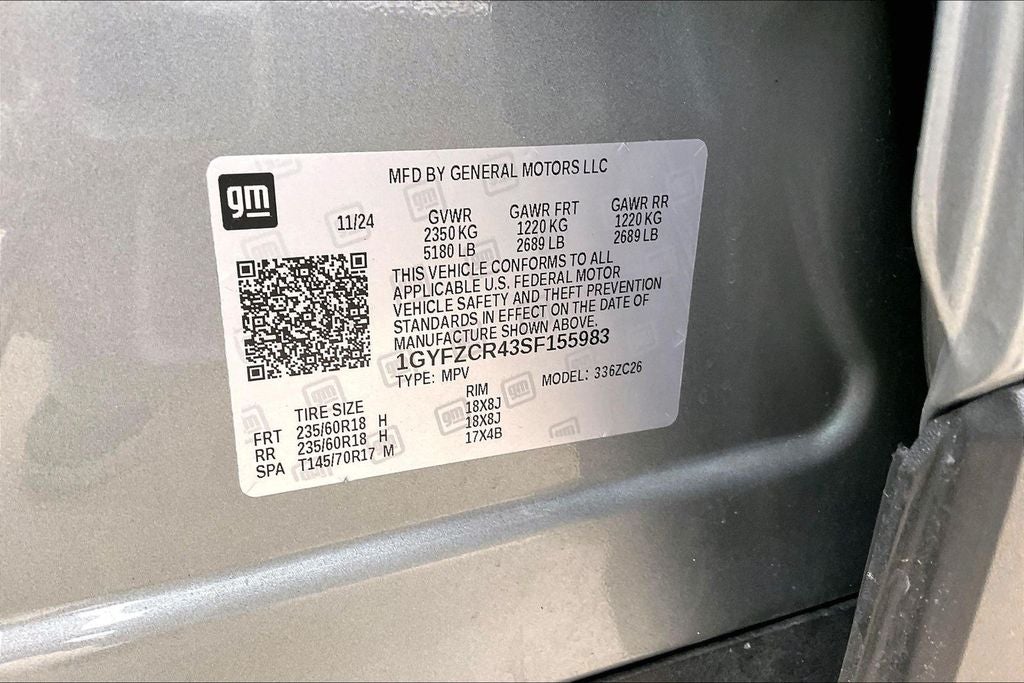 MFD BY GENERAL MOTORS LLC
gm
11/24
GVWR GAWR FRT GAWR RR
2350 KG 1220 KG 1220 KG
5180 LB 2689 LB 2689 LB
THIS VEHICLE CONFORMS TO ALL
APPLICABLE U.S. FEDERAL MOTOR
VEHICLE SAFETY AND THEFT PREVENTION
STANDARDS IN EFFECT ON THE DATE OF
MANUFACTURE SHOWN ABOVE.
1GYFZCR43SF155983
TYPE: MPV MODEL: 336ZC26
TIRE SIZE RIM
FRT 235/60R18 H 18X8J
RR 235/60R18 H 18X8J
SPA T145/70R17 M 17X4B